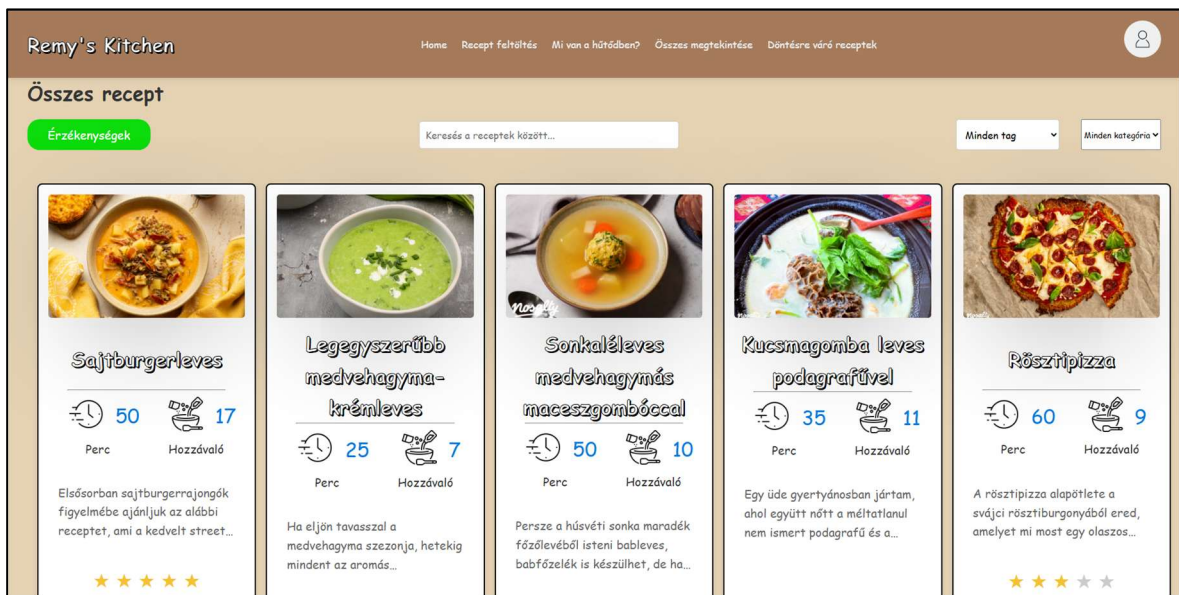 Remy's Kitchen
Home Recept feltöltés Mi van a hűtődben? Összes megtekintése Döntésre váró receptek
Összes recept
Érzékenységek
Keresés a receptek között...
Minden tag
Minden kategória
Sajtburgerleves
50 17
Perc Hozzávaló
Elsősorban sajtburgerrajongók
figyelmébe ajánljuk az alábbi
receptet, ami a kedvelt street...
Legegyszerűbb
medvehagyma-
krémleves
25 7
Perc Hozzávaló
Ha eljön tavasszal a
medvehagyma szezonja, hetekig
mindent az aromás...
Nosalty
Sonkaléleves
medvehagymás
maceszgombóccal
50 10
Perc Hozzávaló
Persze a húsvéti sonka maradék
főzőlevéből isteni bableves,
babfőzelék is készülhet, de ha...
Kucsmagomba leves
podagrafűvel
35 11
Perc Hozzávaló
Egy üde gyertyánosban jártam,
ahol együtt nőtt a méltatlanul
nem ismert podagrafű és a...
Nosalty
Rösztipizza
60 9
Perc Hozzávaló
A rösztipizza alapötlete a
svájci rösztiburgonyából ered,
amelyet mi most egy olaszos...